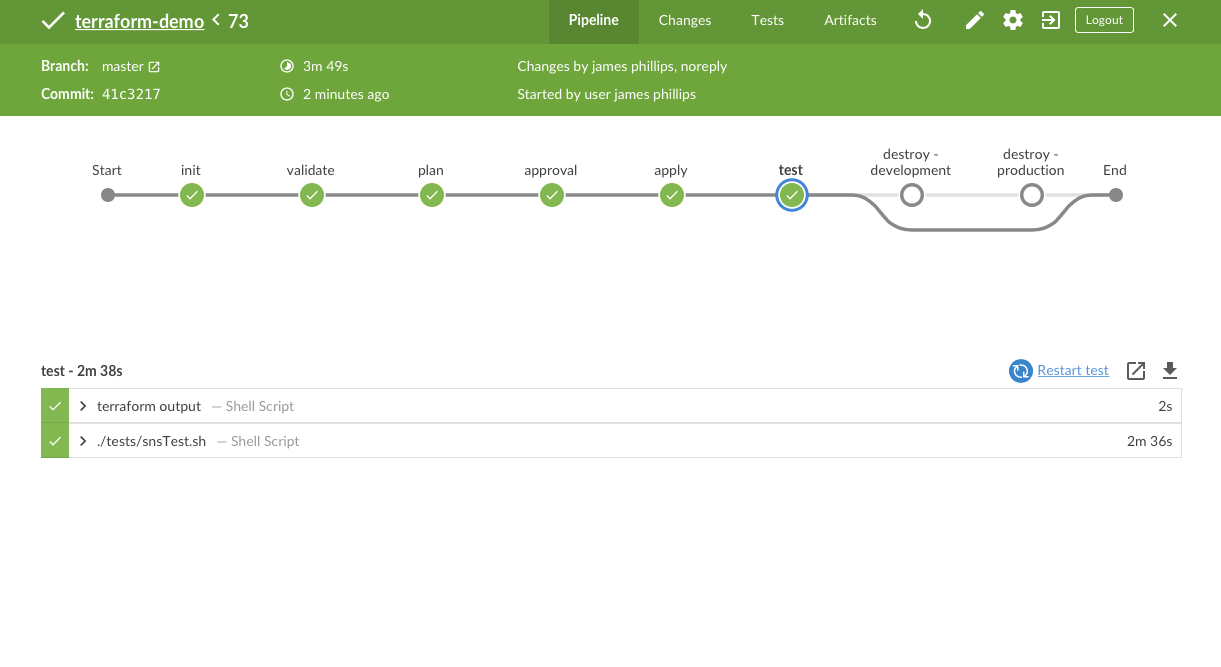 terraform-demo < 73
Pipeline
Changes
Tests
Artifacts
Logout
Branch: master
3m 49s
Changes by james phillips, noreply
Commit: 41c3217
2 minutes ago
Started by user james phillips
Start
init
validate
plan
approval
apply
test
destroy -
development
destroy -
production
End
test - 2m 38s
Restart test
terraform output — Shell Script
2s
./tests/snsTest.sh — Shell Script
2m 36s